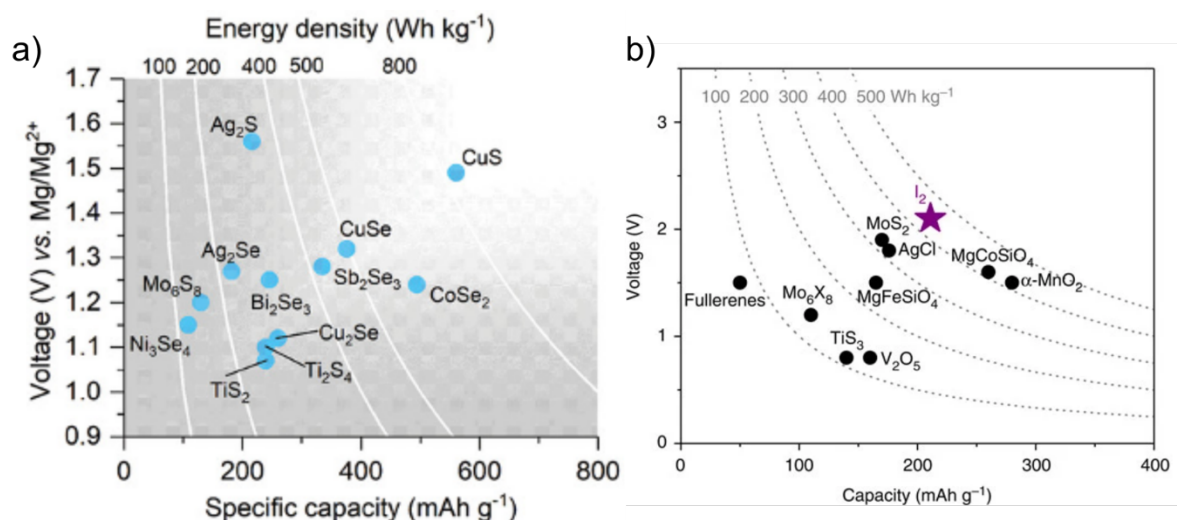 a)
Energy density (Wh kg⁻¹)
100 200 400 500 800
1.7
1.6
1.5
1.4
1.3
1.2
1.1
1.0
0.9
Voltage (V) vs. Mg/Mg²⁺
Ag₂S
CuS
CuSe
Ag₂Se
Sb₂Se₃
Mo₆S₈
Bi₂Se₃
CoSe₂
Ni₃Se₄
Cu₂Se
Ti₂S₄
TiS₂
0 200 400 600 800
Specific capacity (mAh g⁻¹)
b)
100 200 300 400 500 Wh kg⁻¹
3
2
1
0
Voltage (V)
I₂
MoS₂
AgCl
MgCoSiO₄
α-MnO₂
Fullerenes
Mo₆X₈
MgFeSiO₄
TiS₃
V₂O₅
0 100 200 300 400
Capacity (mAh g⁻¹)